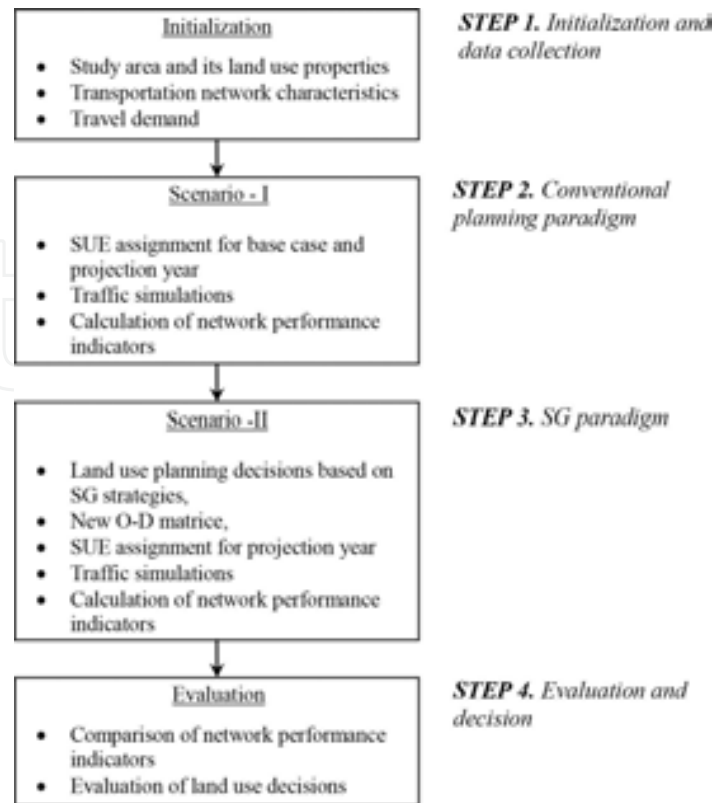 Initialization
• Study area and its land use properties
• Transportation network characteristics
• Travel demand
STEP 1. Initialization and
data collection
Scenario - I
• SUE assignment for base case and
projection year
• Traffic simulations
• Calculation of network performance
indicators
STEP 2. Conventional
planning paradigm
Scenario -II
• Land use planning decisions based on
SG strategies,
• New O-D matrice,
• SUE assignment for projection year
• Traffic simulations
• Calculation of network performance
indicators
STEP 3. SG paradigm
Evaluation
• Comparison of network performance
indicators
• Evaluation of land use decisions
STEP 4. Evaluation and
decision